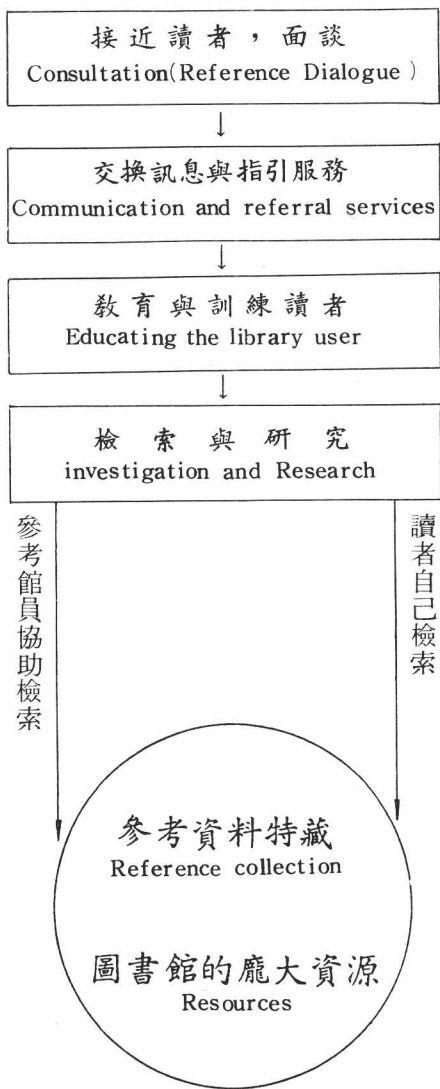 接近讀者，面談
Consultation(Reference Dialogue)
↓
交換訊息與指引服務
Communication and referral services
↓
教育與訓練讀者
Educating the library user
↓
檢索與研究
investigation and Research
參考館員協助檢索
讀者自己檢索
參考資料特藏
Reference collection
圖書館的龐大資源
Resources